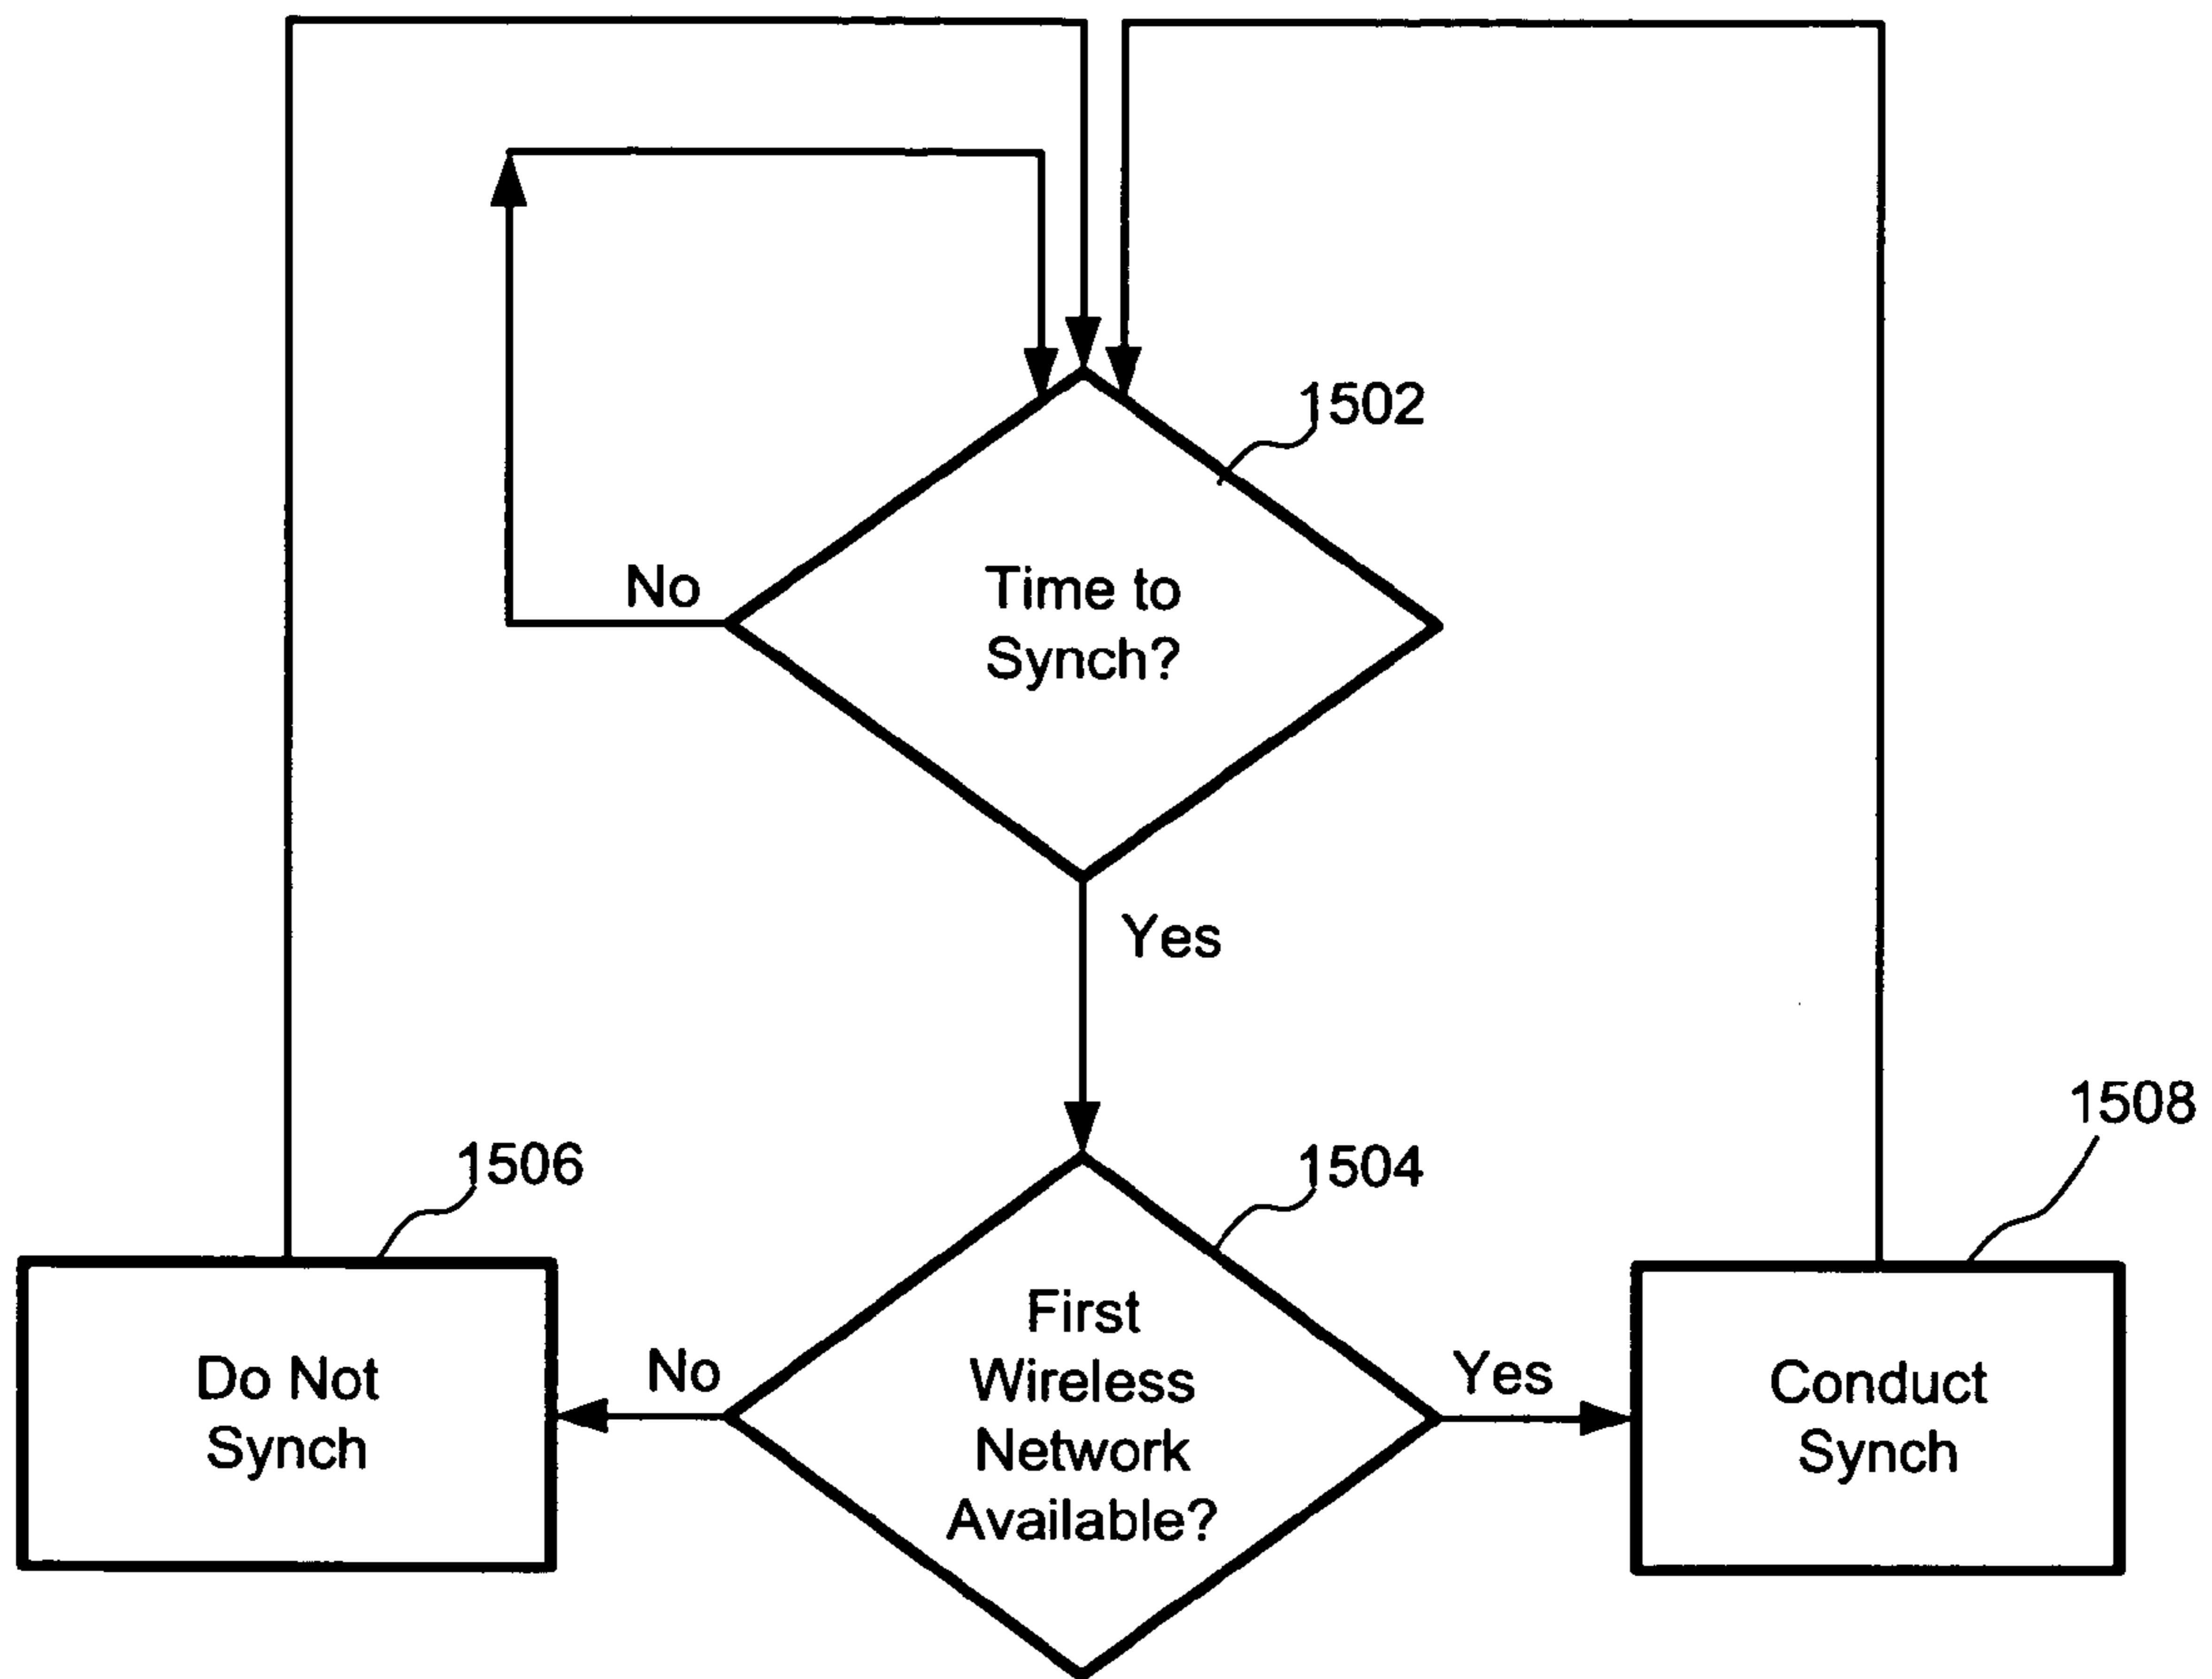 1502
No
Time to
Synch?
Yes
1508
1506
1504
First
Wireless
Network
Available?
No
Yes
Do Not
Synch
Conduct
Synch